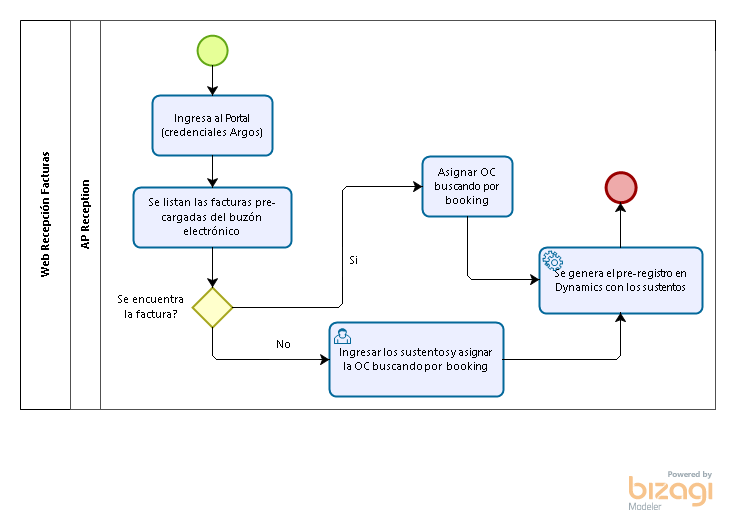 Web Recepción Facturas
AP Reception
Ingresa al Portal
(credenciales Argos)
Se listan las facturas pre-
cargadas del buzón
electrónico
Se encuentra
la factura?
Si
No
Asignar OC
buscando por
booking
Ingresar los sustentos y asignar
la OC buscando por booking
Se genera el pre-registro en
Dynamics con los sustentos
Powered by
bizagi
Modeler